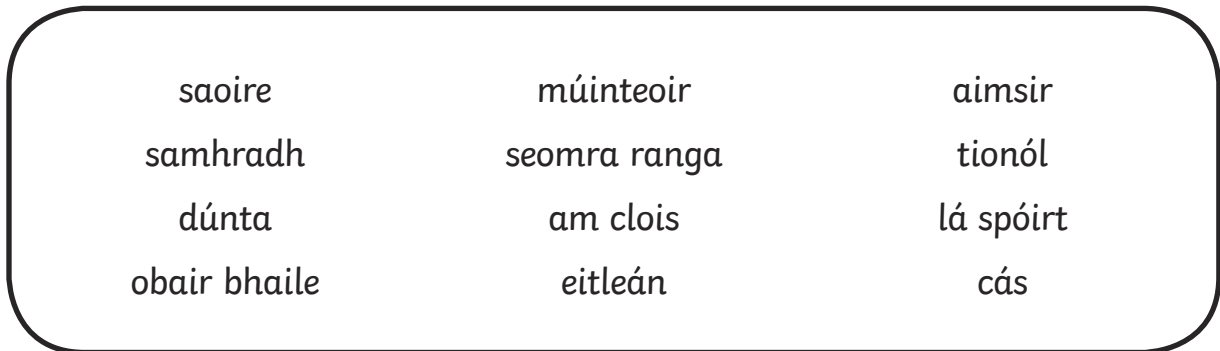 saoire múinteoir aimsir
samhradh seomra ranga tionól
dúnta am clois lá spóirt
obair bhaile eitleán cás